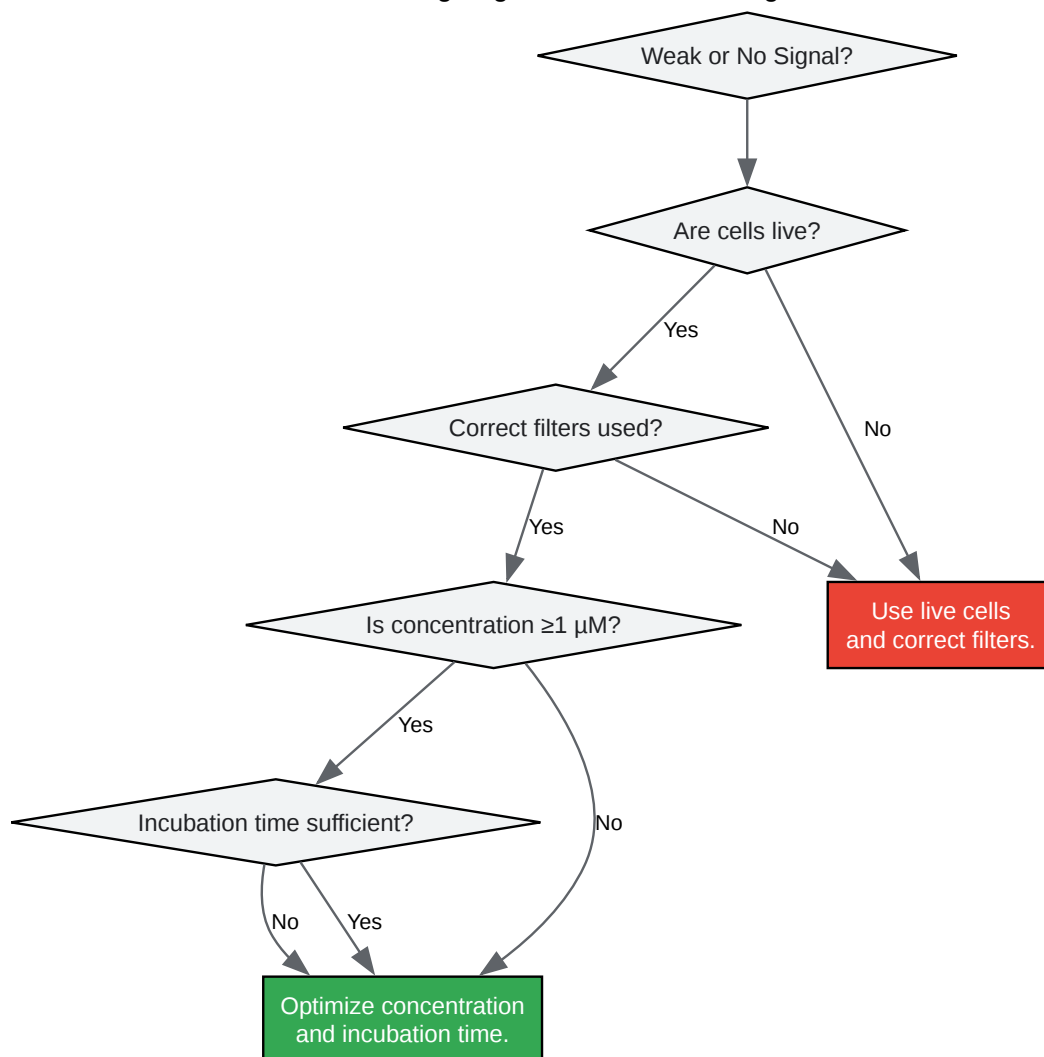 Weak or No Signal?
Are cells live?
Yes
Correct filters used?
No
Yes
No
Is concentration ≥1 µM?
Use live cells
and correct filters.
Yes
Incubation time sufficient?
No
No
Yes
Optimize concentration
and incubation time.